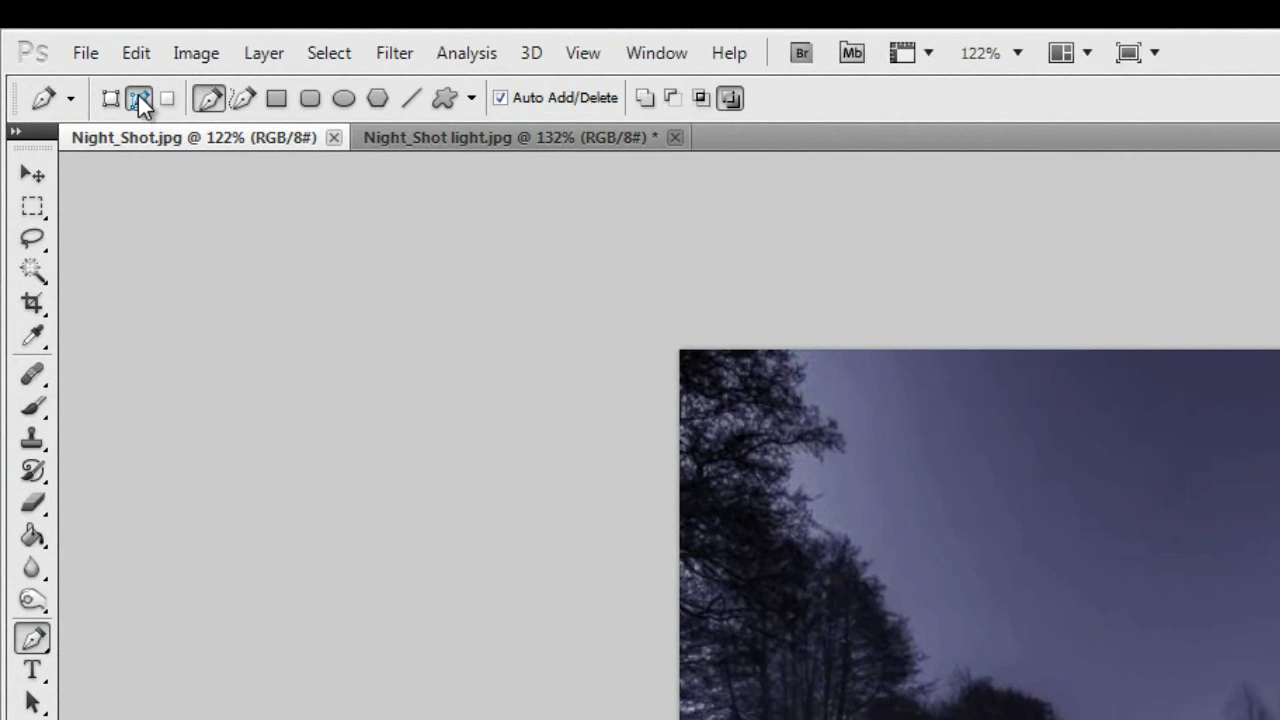 Ps File Edit Image Layer Select Filter Analysis 3D View Window Help Br Mb 122%
Auto Add/Delete
Night_Shot.jpg @ 122% (RGB/8#) Night_Shot light.jpg @ 132% (RGB/8#) *
T